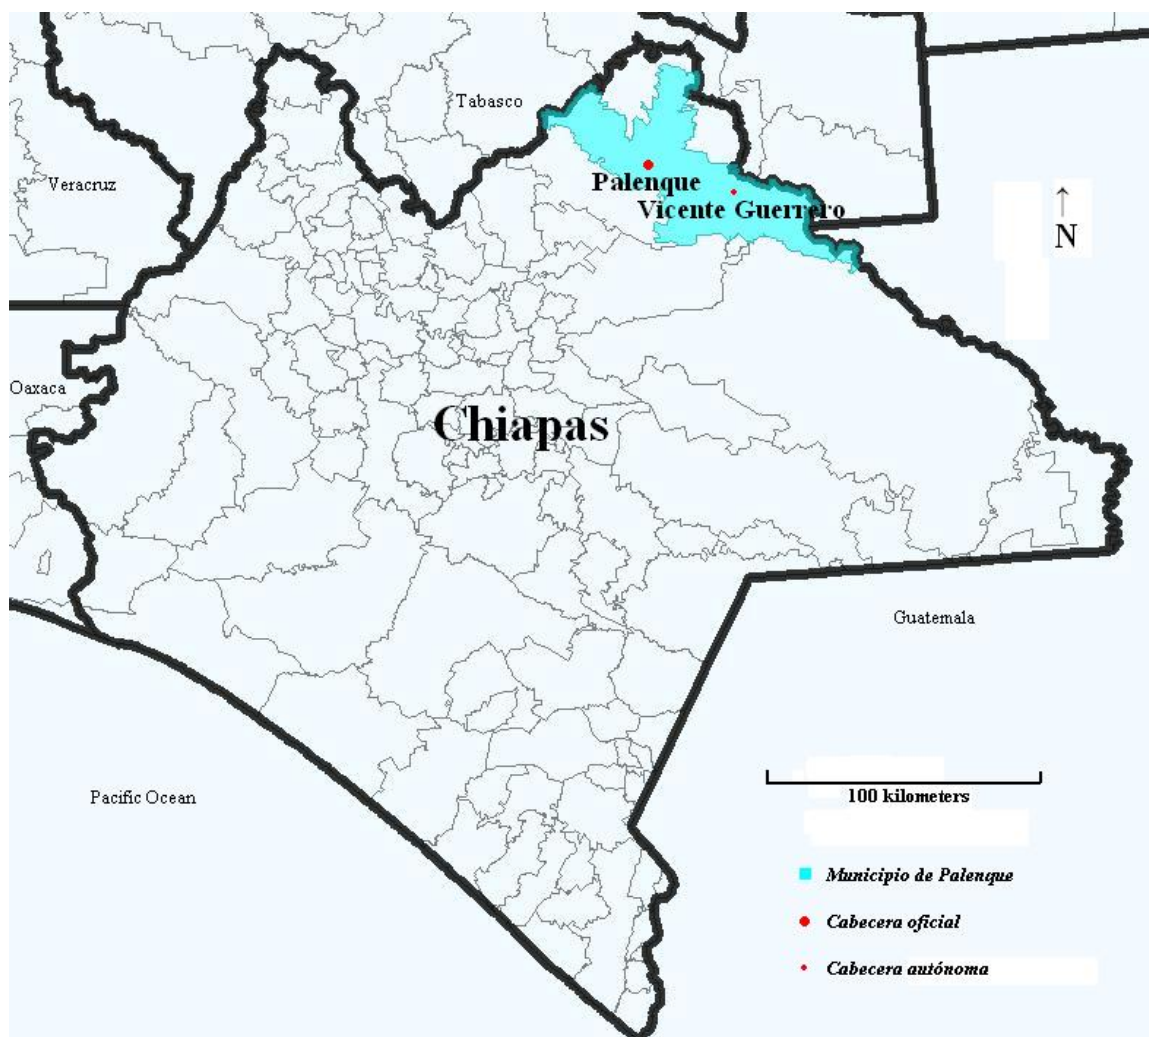 Tabasco
Veracruz
Palenque
Vicente Guerrero
↑
N
Oaxaca
Chiapas
Guatemala
Pacific Ocean
100 kilometers
Municipio de Palenque
Cabecera oficial
Cabecera autónoma